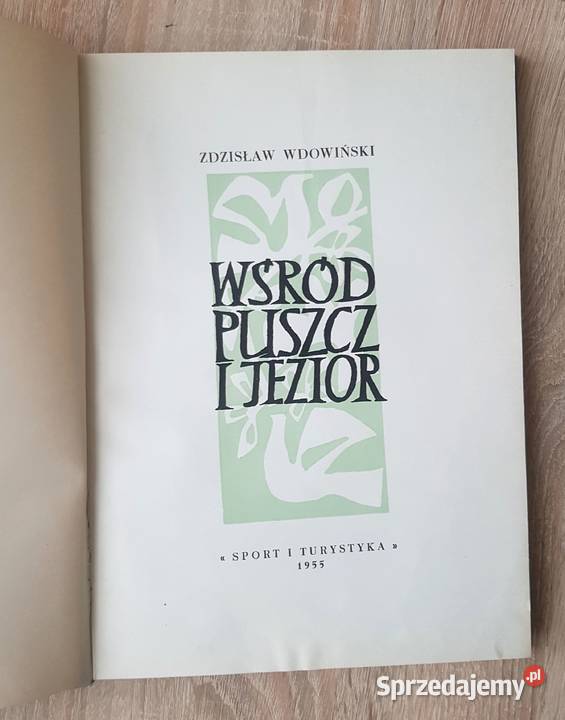 ZDZISŁAW WDOWIŃSKI
WŚRÓD
PUSZCZ
I JEZIOR
« SPORT I TURYSTYKA »
1955
Sprzedajemy.pl